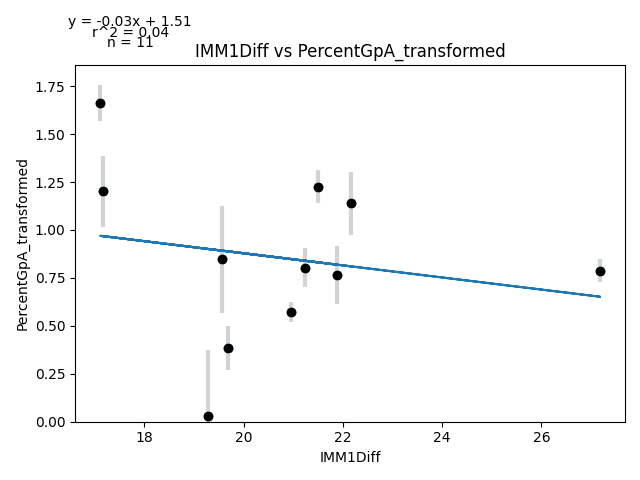 y = -0.03x + 1.51
r^2 = 0.04
n = 11
IMM1Diff vs PercentGpA_transformed
PercentGpA_transformed
1.75
1.50
1.25
1.00
0.75
0.50
0.25
0.00
18
20
22
24
26
IMM1Diff